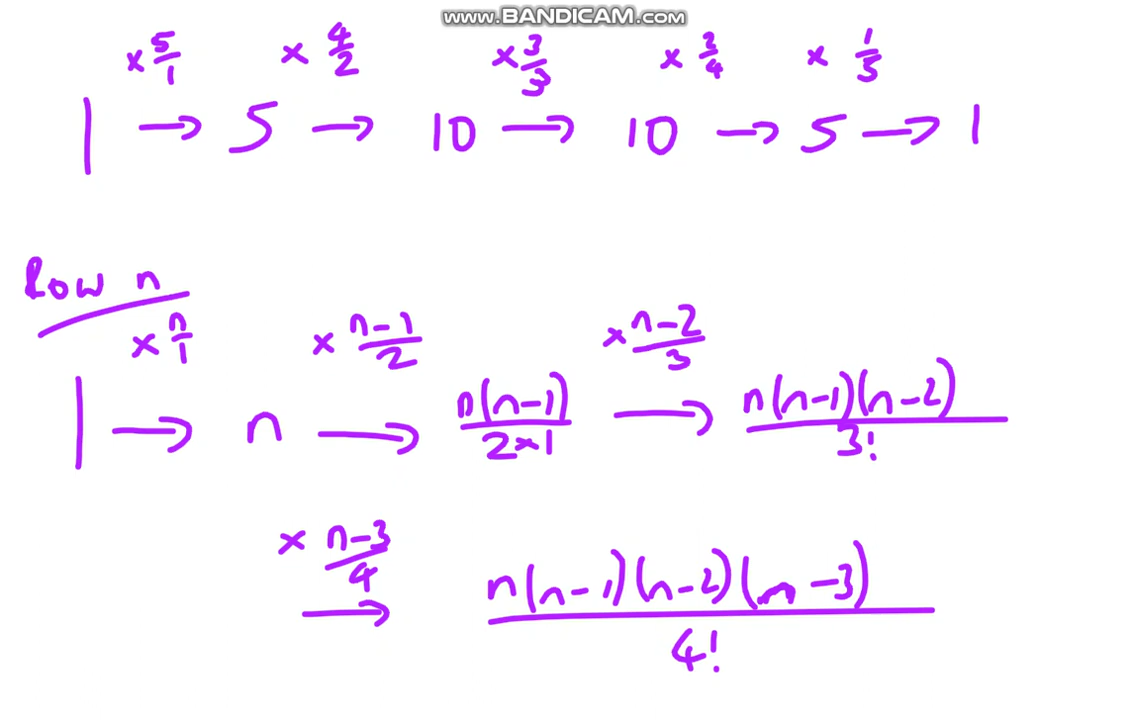 www.BANDICAM.com
× 5/1 × 4/2 × 3/3 × 2/4 × 1/5
1 → 5 → 10 → 10 → 5 → 1
Row n
× n/1 × n-1/2 × n-2/3
1 → n → n(n-1)/2×1 → n(n-1)(n-2)/3!
× n-3/4 → n(n-1)(n-2)(n-3)/4!